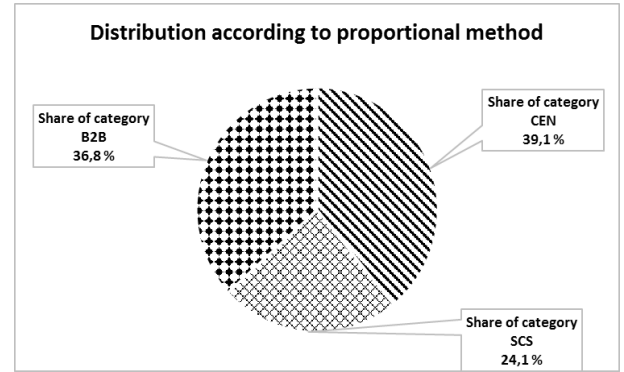 Distribution according to proportional method
Share of category
B2B
36,8 %
Share of category
CEN
39,1 %
Share of category
SCS
24,1 %